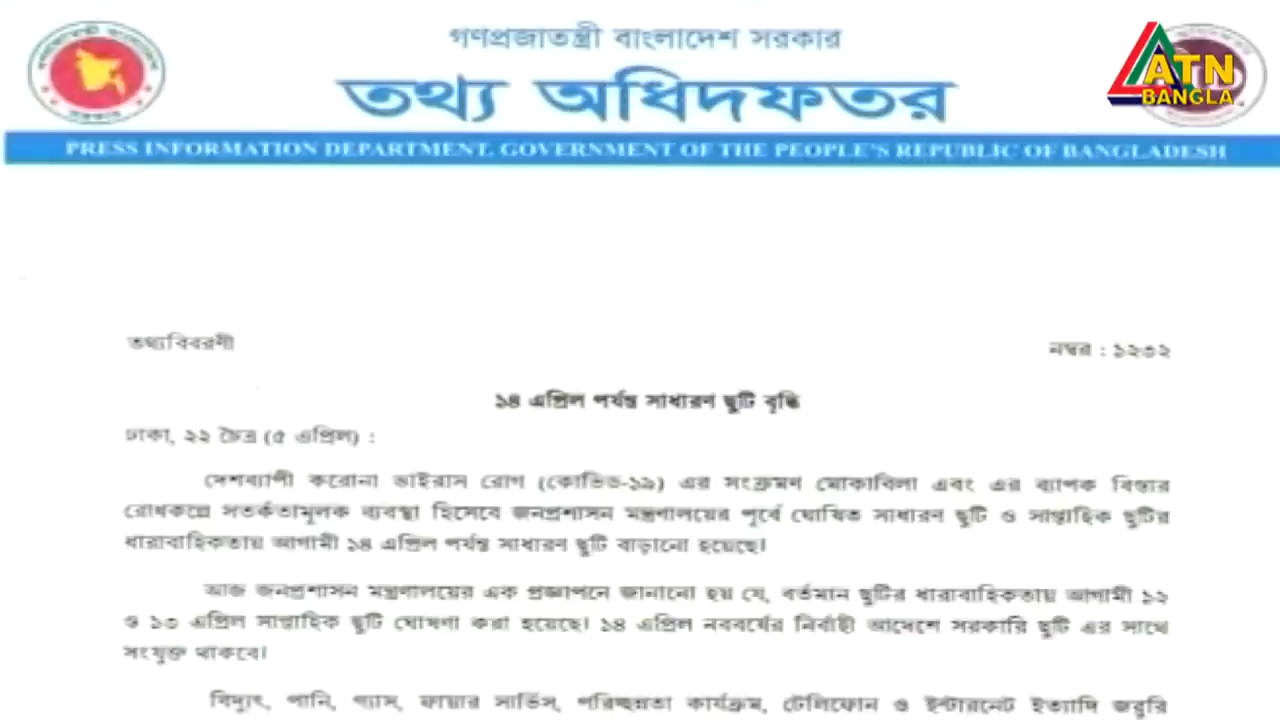 গণপ্রজাতন্ত্রী বাংলাদেশ সরকার
তথ্য অধিদফতর
ATN
BANGLA
PRESS INFORMATION DEPARTMENT, GOVERNMENT OF THE PEOPLE'S REPUBLIC OF BANGLADESH
তথ্যবিবরণী
নম্বর : ১২৩২
১৪ এপ্রিল পর্যন্ত সাধারণ ছুটি বৃদ্ধি
ঢাকা, ২২ চৈত্র (৫ এপ্রিল) :
দেশব্যাপী করোনা ভাইরাস রোগ (কোভিড-১৯) এর সংক্রমণ মোকাবিলা এবং এর ব্যাপক বিস্তার
রোধকল্পে সতর্কতামূলক ব্যবস্থা হিসেবে জনপ্রশাসন মন্ত্রণালয়ের পূর্বে ঘোষিত সাধারণ ছুটি ও সাপ্তাহিক ছুটির
ধারাবাহিকতায় আগামী ১৪ এপ্রিল পর্যন্ত সাধারণ ছুটি বাড়ানো হয়েছে।
আজ জনপ্রশাসন মন্ত্রণালয়ের এক প্রজ্ঞাপনে জানানো হয় যে, বর্তমান ছুটির ধারাবাহিকতায় আগামী ১২
ও ১৩ এপ্রিল সাপ্তাহিক ছুটি ঘোষণা করা হয়েছে। ১৪ এপ্রিল নববর্ষের নির্বাহী আদেশে সরকারি ছুটি এর সাথে
সংযুক্ত থাকবে।
বিদ্যুৎ, পানি, গ্যাস, ফায়ার সার্ভিস, পরিচ্ছন্নতা কার্যক্রম, টেলিফোন ও ইন্টারনেট ইত্যাদি জরুরি